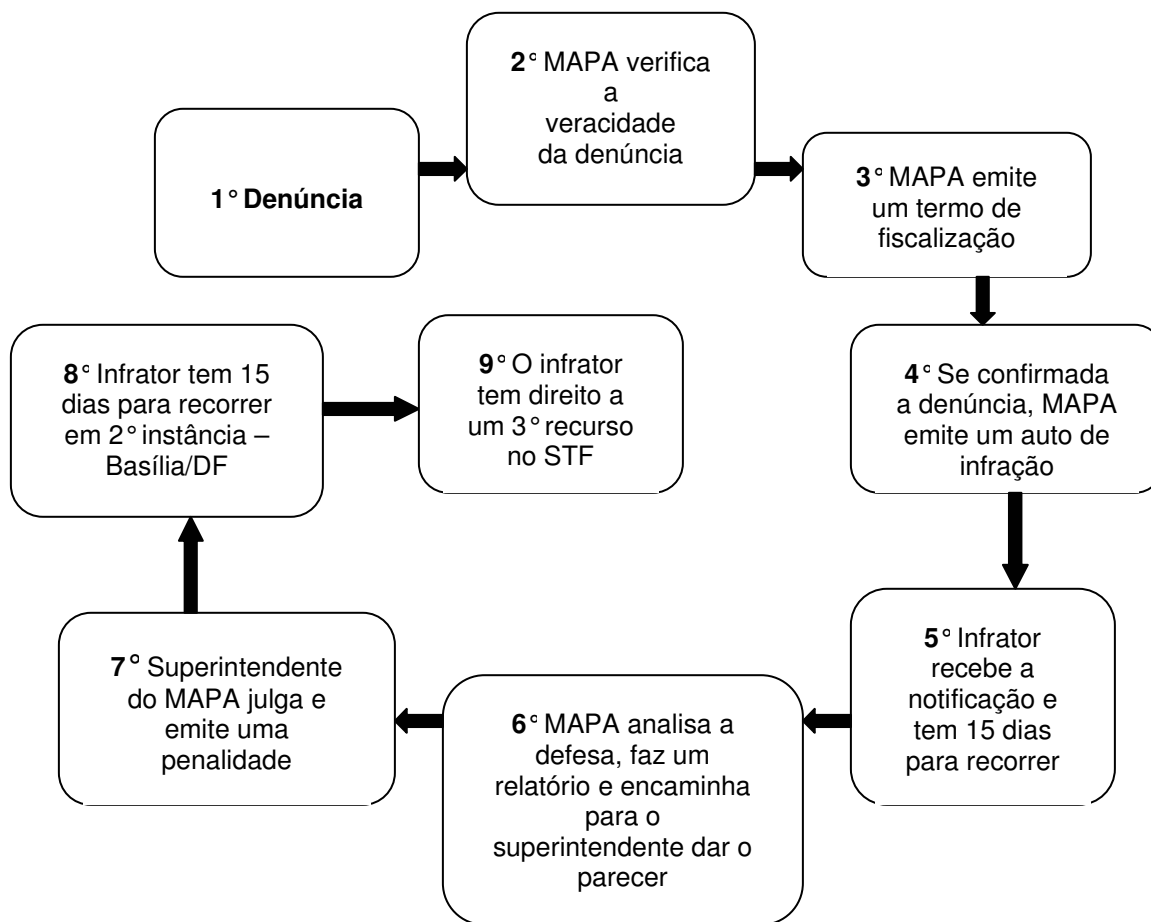 1° Denúncia
2° MAPA verifica
a
veracidade
da denúncia
3° MAPA emite
um termo de
fiscalização
4° Se confirmada
a denúncia, MAPA
emite um auto de
infração
5° Infrator
recebe a
notificação e
tem 15 dias
para recorrer
6° MAPA analisa a
defesa, faz um
relatório e encaminha
para o
superintendente dar o
parecer
7° Superintendente
do MAPA julga e
emite uma
penalidade
8° Infrator tem 15
dias para recorrer
em 2° instância –
Basília/DF
9° O infrator
tem direito a
um 3° recurso
no STF